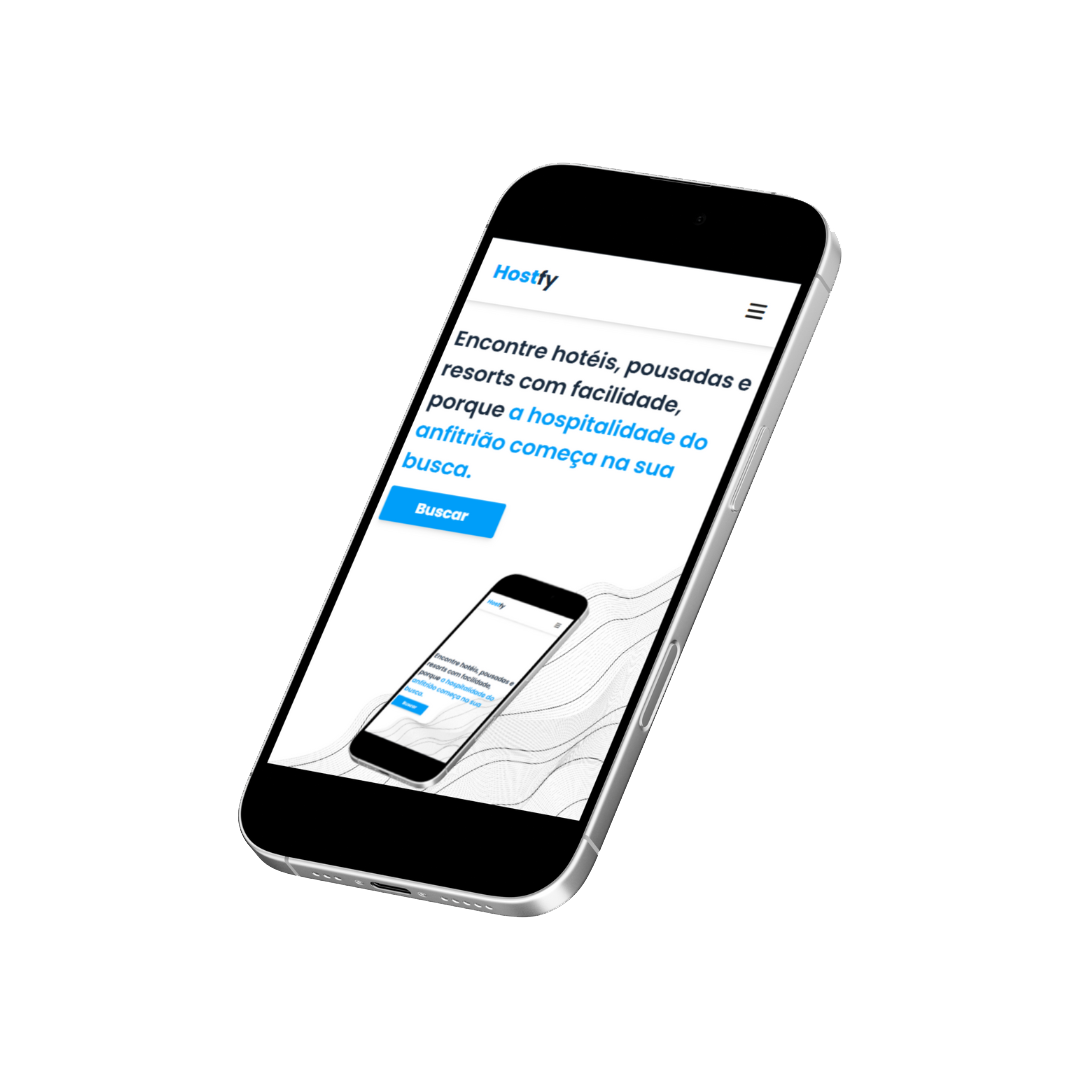 Hostfy
Encontre hotéis, pousadas e
resorts com facilidade,
porque a hospitalidade do
anfitrião começa na sua
busca.
Buscar
Hostfy
Encontre hotéis, pousadas e
resorts com facilidade,
porque a hospitalidade do
anfitrião começa na sua
busca.
Buscar